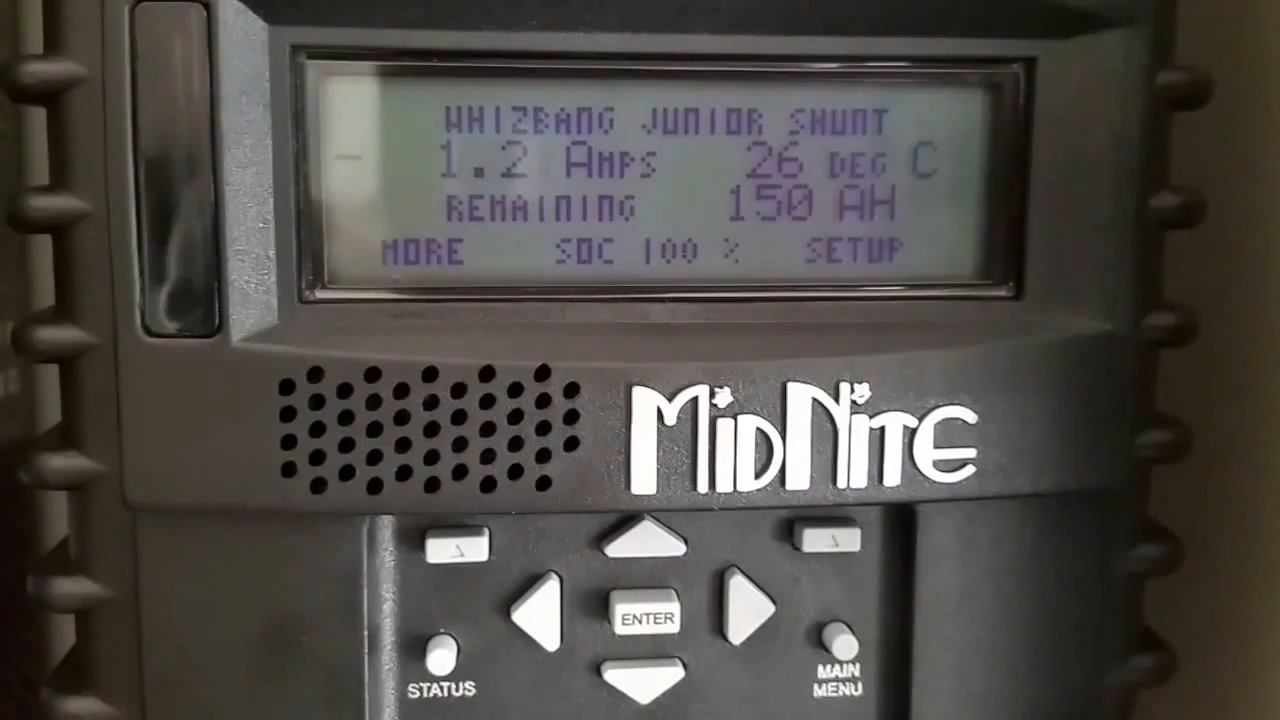 WHIZBANG JUNIOR SHUNT
- 1.2 AMPS 26 DEG C
REMAINING 150 AH
MORE SOC 100 % SETUP
MIDNITE
ENTER
STATUS
MAIN
MENU